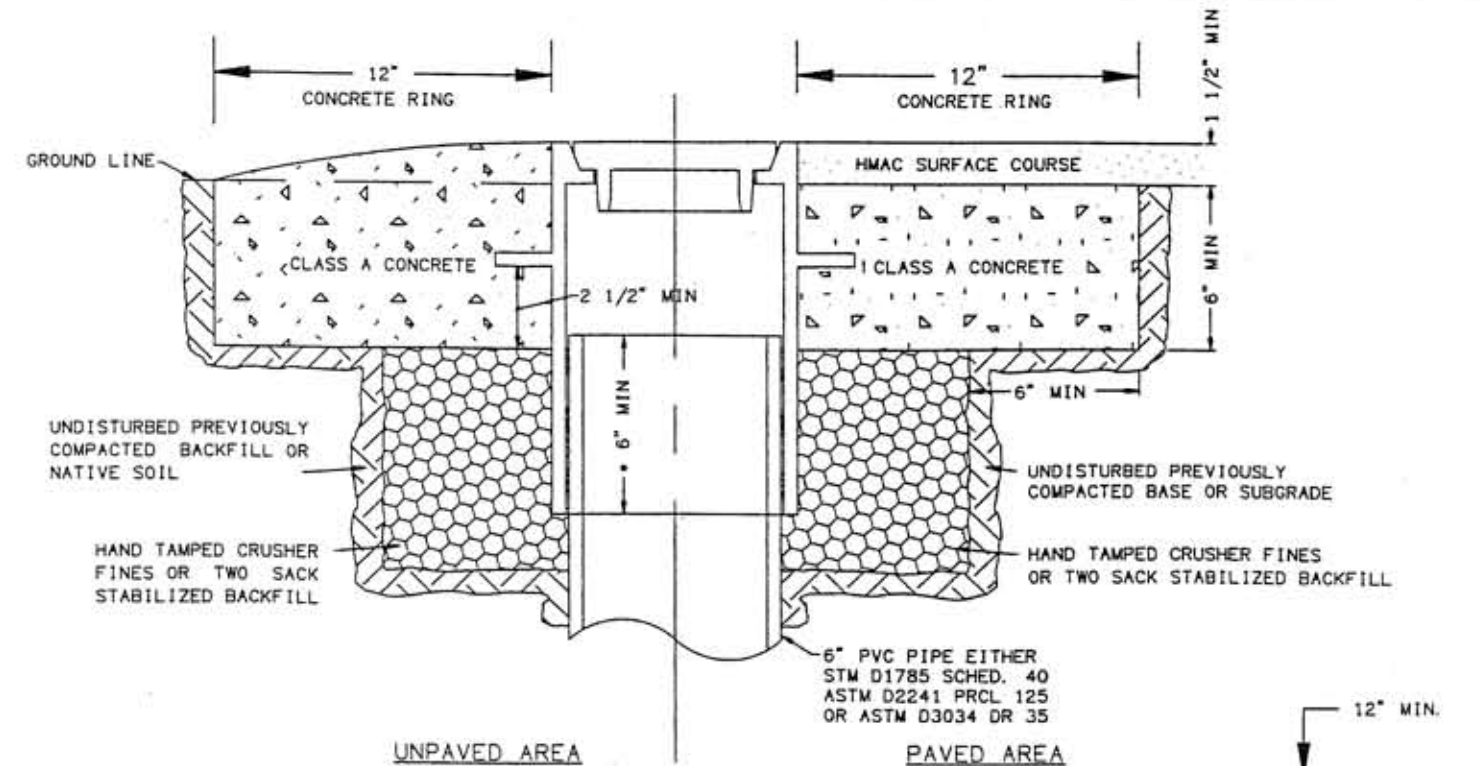 1 1/2" MIN
12"
CONCRETE RING
12"
CONCRETE RING
GROUND LINE
HMAC SURFACE COURSE
CLASS A CONCRETE
CLASS A CONCRETE
6" MIN
2 1/2" MIN
6" MIN
• 6" MIN
UNDISTURBED PREVIOUSLY
COMPACTED BACKFILL OR
NATIVE SOIL
UNDISTURBED PREVIOUSLY
COMPACTED BASE OR SUBGRADE
HAND TAMPED CRUSHER
FINES OR TWO SACK
STABILIZED BACKFILL
HAND TAMPED CRUSHER FINES
OR TWO SACK STABILIZED BACKFILL
6" PVC PIPE EITHER
STM D1785 SCHED. 40
ASTM D2241 PRCL 125
OR ASTM D3034 DR 35
12" MIN.
UNPAVED AREA
PAVED AREA